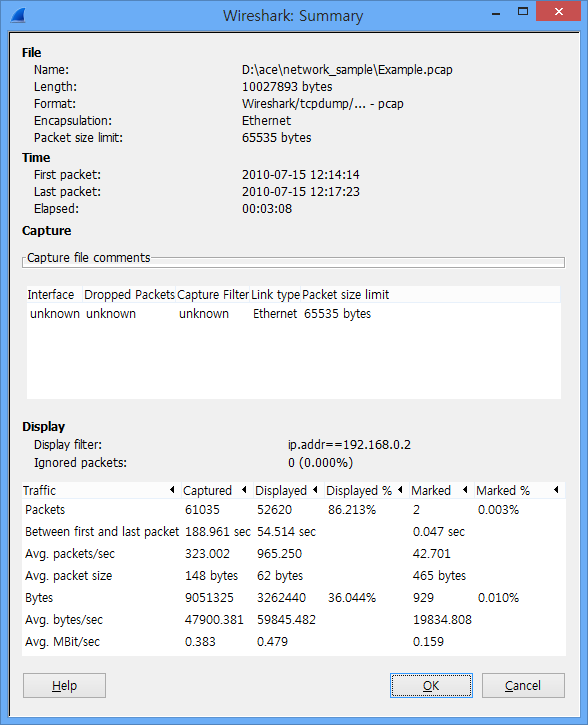 Wireshark: Summary
File
Name: D:\ace\network_sample\Example.pcap
Length: 10027893 bytes
Format: Wireshark/tcpdump/... - pcap
Encapsulation: Ethernet
Packet size limit: 65535 bytes
Time
First packet: 2010-07-15 12:14:14
Last packet: 2010-07-15 12:17:23
Elapsed: 00:03:08
Capture
Capture file comments
Interface Dropped Packets Capture Filter Link type Packet size limit
unknown unknown unknown Ethernet 65535 bytes
Display
Display filter: ip.addr==192.168.0.2
Ignored packets: 0 (0.000%)
Traffic Captured Displayed Displayed % Marked Marked %
Packets 61035 52620 86.213% 2 0.003%
Between first and last packet 188.961 sec 54.514 sec 0.047 sec
Avg. packets/sec 323.002 965.250 42.701
Avg. packet size 148 bytes 62 bytes 465 bytes
Bytes 9051325 3262440 36.044% 929 0.010%
Avg. bytes/sec 47900.381 59845.482 19834.808
Avg. MBit/sec 0.383 0.479 0.159
Help OK Cancel